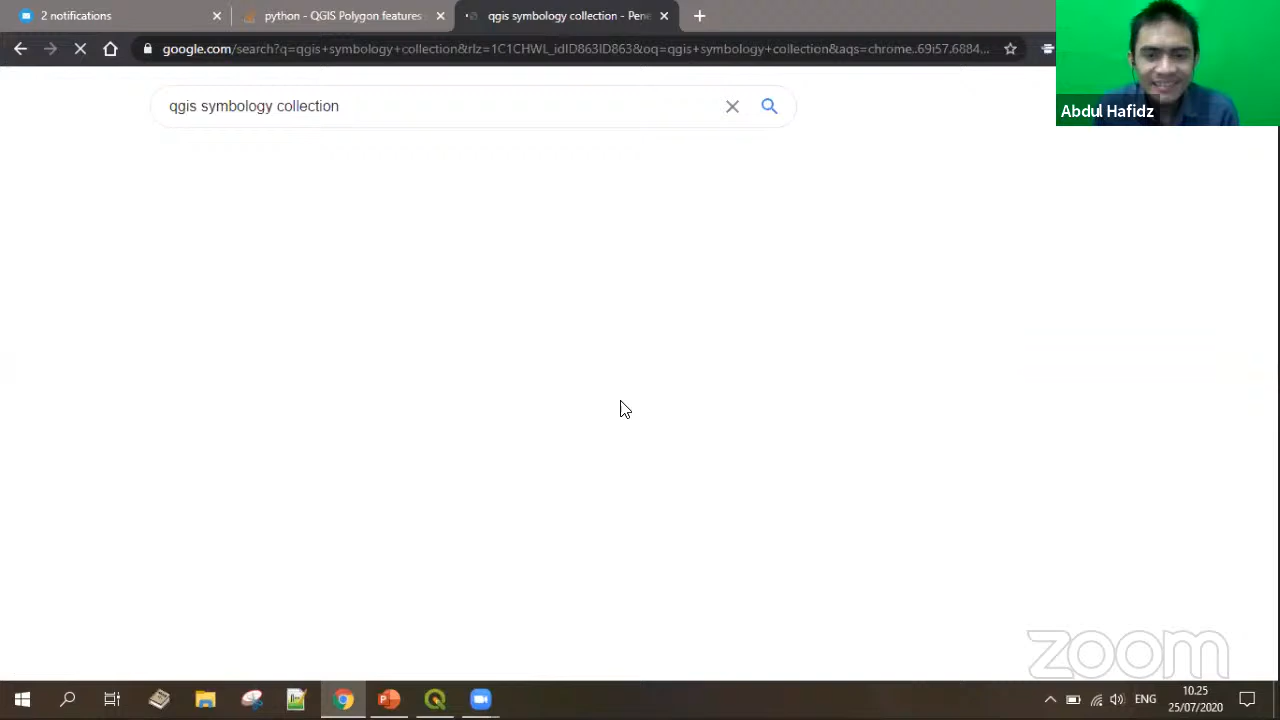 2 notifications
python - QGIS Polygon features
qgis symbology collection - Pene
google.com/search?q=qgis+symbology+collection&rlz=1C1CHWL_idID863ID863&oq=qgis+symbology+collection&aqs=chrome..69i57.6884...
qgis symbology collection
Abdul Hafidz
zoom
ENG
10.25
25/07/2020